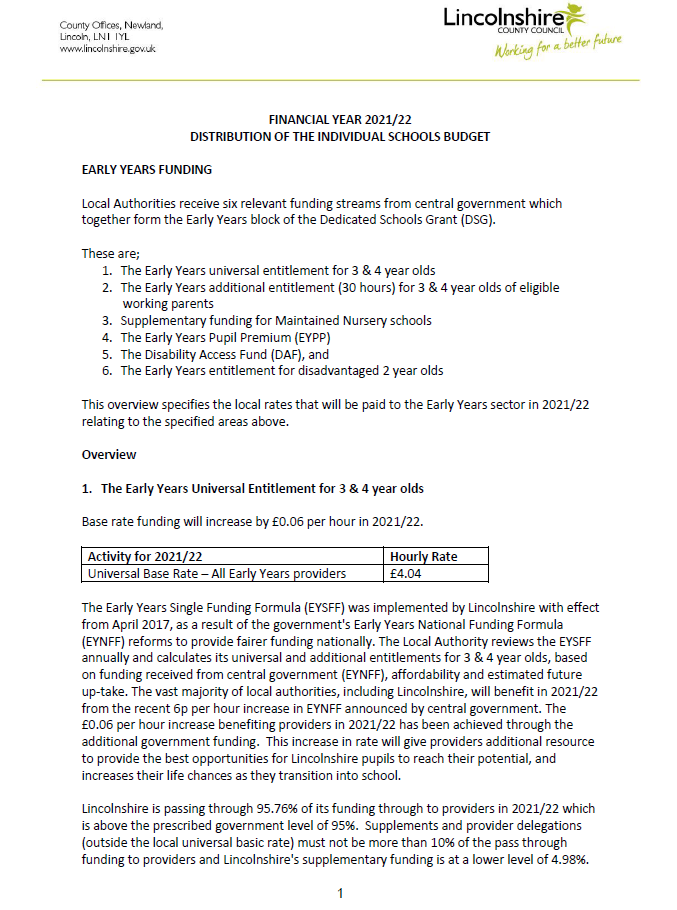 County Offices, Newland,
Lincoln, LN1 1YL
www.lincolnshire.gov.uk
Lincolnshire
COUNTY COUNCIL
Working for a better future
FINANCIAL YEAR 2021/22
DISTRIBUTION OF THE INDIVIDUAL SCHOOLS BUDGET
EARLY YEARS FUNDING
Local Authorities receive six relevant funding streams from central government which
together form the Early Years block of the Dedicated Schools Grant (DSG).
These are;
1. The Early Years universal entitlement for 3 & 4 year olds
2. The Early Years additional entitlement (30 hours) for 3 & 4 year olds of eligible
working parents
3. Supplementary funding for Maintained Nursery schools
4. The Early Years Pupil Premium (EYPP)
5. The Disability Access Fund (DAF), and
6. The Early Years entitlement for disadvantaged 2 year olds
This overview specifies the local rates that will be paid to the Early Years sector in 2021/22
relating to the specified areas above.
Overview
1. The Early Years Universal Entitlement for 3 & 4 year olds
Base rate funding will increase by £0.06 per hour in 2021/22.
Activity for 2021/22 Hourly Rate
Universal Base Rate – All Early Years providers £4.04
The Early Years Single Funding Formula (EYSFF) was implemented by Lincolnshire with effect
from April 2017, as a result of the government's Early Years National Funding Formula
(EYNFF) reforms to provide fairer funding nationally. The Local Authority reviews the EYSFF
annually and calculates its universal and additional entitlements for 3 & 4 year olds, based
on funding received from central government (EYNFF), affordability and estimated future
up-take. The vast majority of local authorities, including Lincolnshire, will benefit in 2021/22
from the recent 6p per hour increase in EYNFF announced by central government. The
£0.06 per hour increase benefiting providers in 2021/22 has been achieved through the
additional government funding. This increase in rate will give providers additional resource
to provide the best opportunities for Lincolnshire pupils to reach their potential, and
increases their life chances as they transition into school.
Lincolnshire is passing through 95.76% of its funding through to providers in 2021/22 which
is above the prescribed government level of 95%. Supplements and provider delegations
(outside the local universal basic rate) must not be more than 10% of the pass through
funding to providers and Lincolnshire's supplementary funding is at a lower level of 4.98%.
1